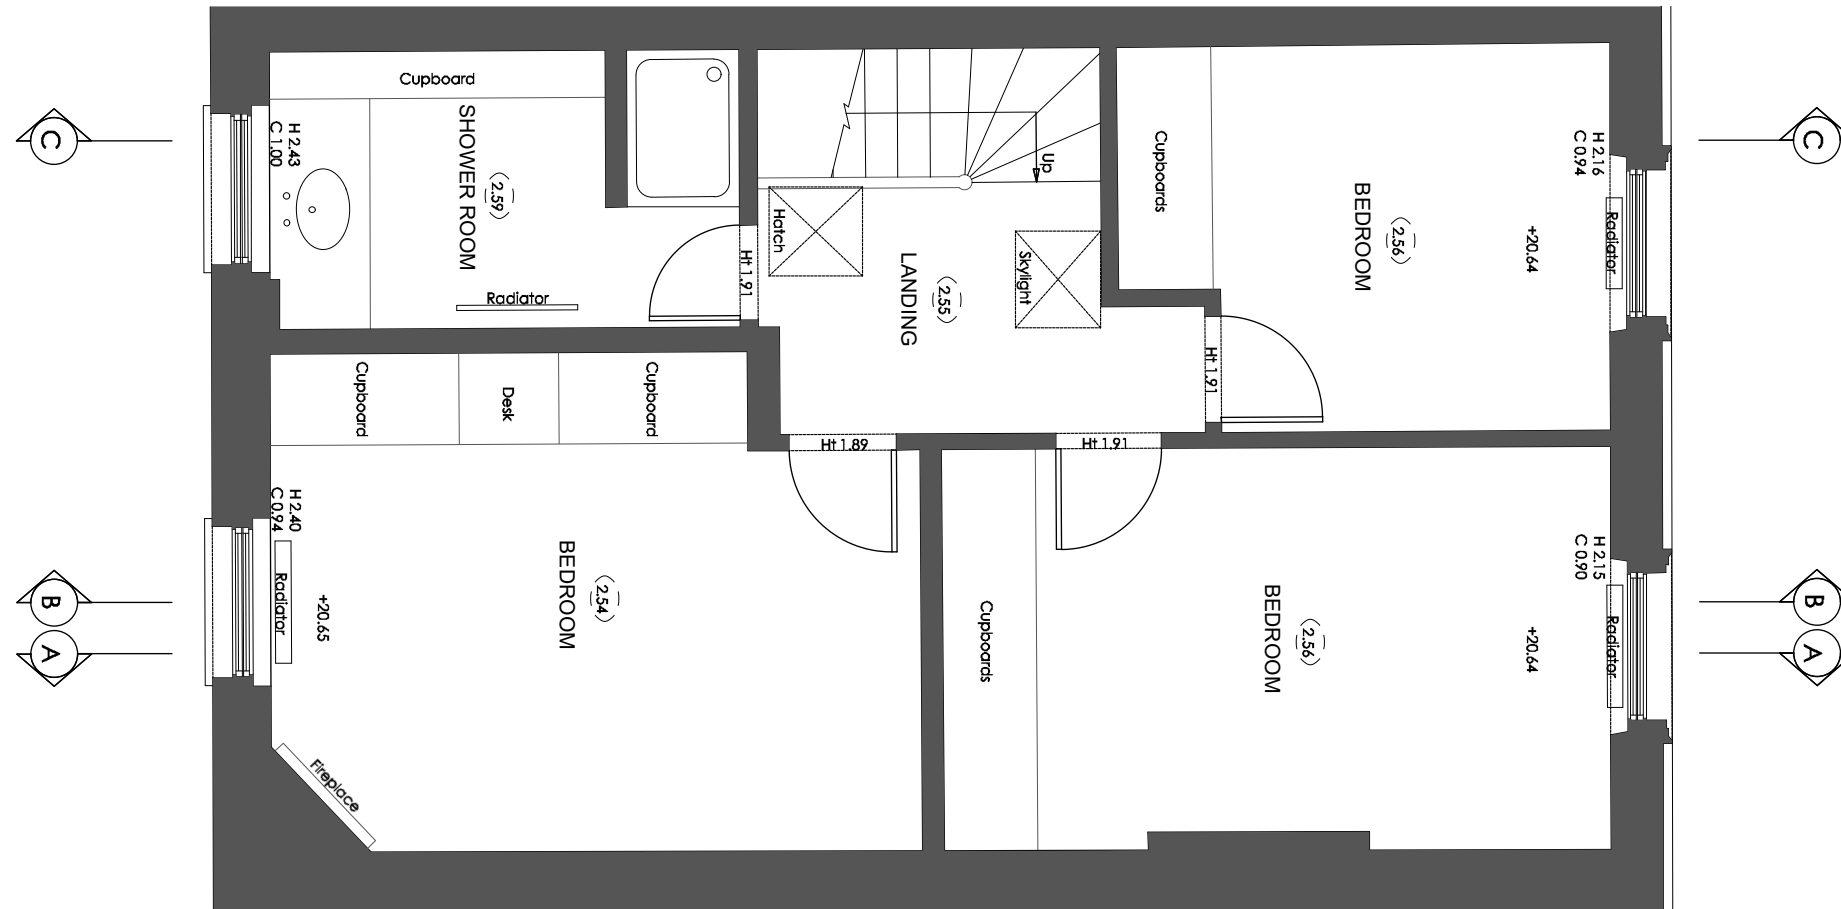 Cupboard
SHOWER ROOM
(2.59)
H 2.43
C 1.00
Radiator
Ht 1.91
Hatch
Up
LANDING
(2.55)
Skylight
Cupboards
BEDROOM
(2.56)
+20.64
H 2.16
C 0.94
Radiator
Ht 1.91
C
C
Cupboard
Desk
Cupboard
Ht 1.89
Ht 1.91
H 2.40
C 0.94
Radiator
+20.65
BEDROOM
(2.54)
Fireplace
Cupboards
BEDROOM
(2.56)
+20.64
H 2.15
C 0.90
Radiator
B
A
B
A